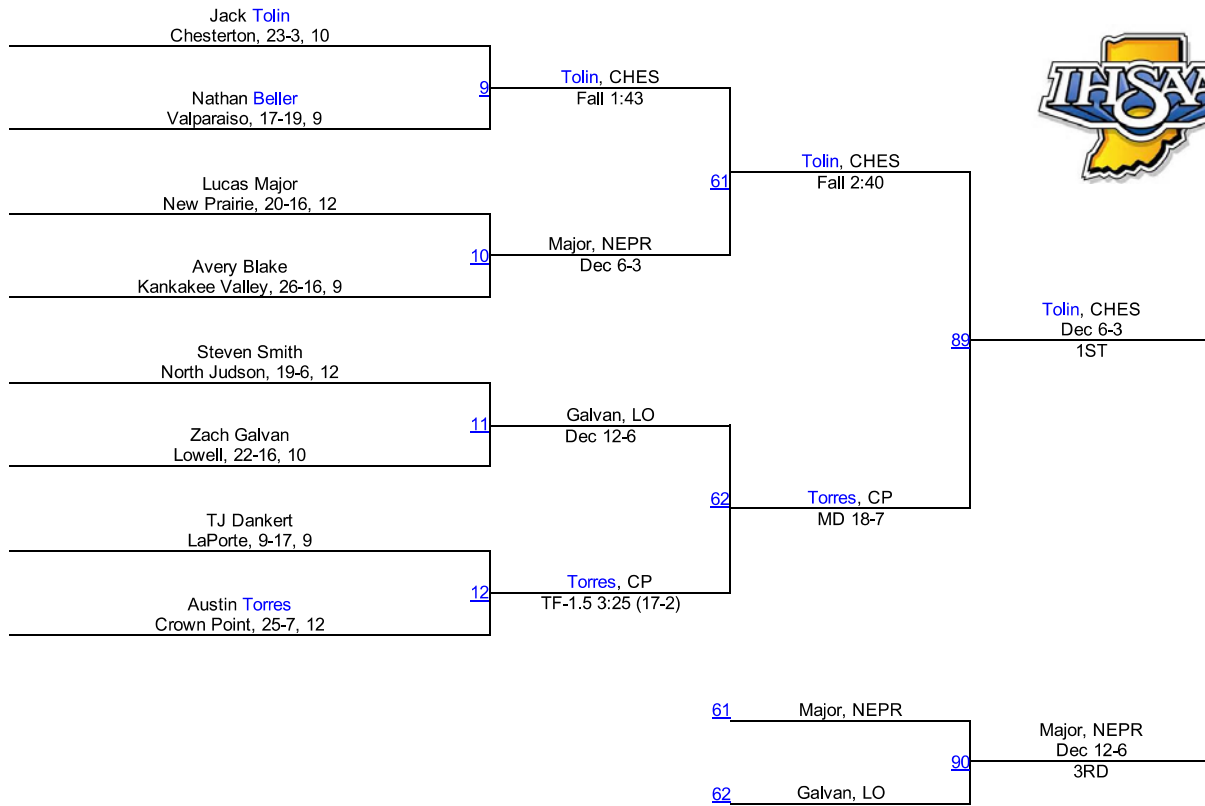 Jack Tolin
Chesterton, 23-3, 10
9
Nathan Beller
Valparaiso, 17-19, 9
Tolin, CHES
Fall 1:43
Lucas Major
New Prairie, 20-16, 12
10
Avery Blake
Kankakee Valley, 26-16, 9
Major, NEPR
Dec 6-3
61
Tolin, CHES
Fall 2:40
Steven Smith
North Judson, 19-6, 12
11
Zach Galvan
Lowell, 22-16, 10
Galvan, LO
Dec 12-6
TJ Dankert
LaPorte, 9-17, 9
12
Austin Torres
Crown Point, 25-7, 12
Torres, CP
TF-1.5 3:25 (17-2)
62
Torres, CP
MD 18-7
89
Tolin, CHES
Dec 6-3
1ST
61
Major, NEPR
62
Galvan, LO
90
Major, NEPR
Dec 12-6
3RD
IHSAA